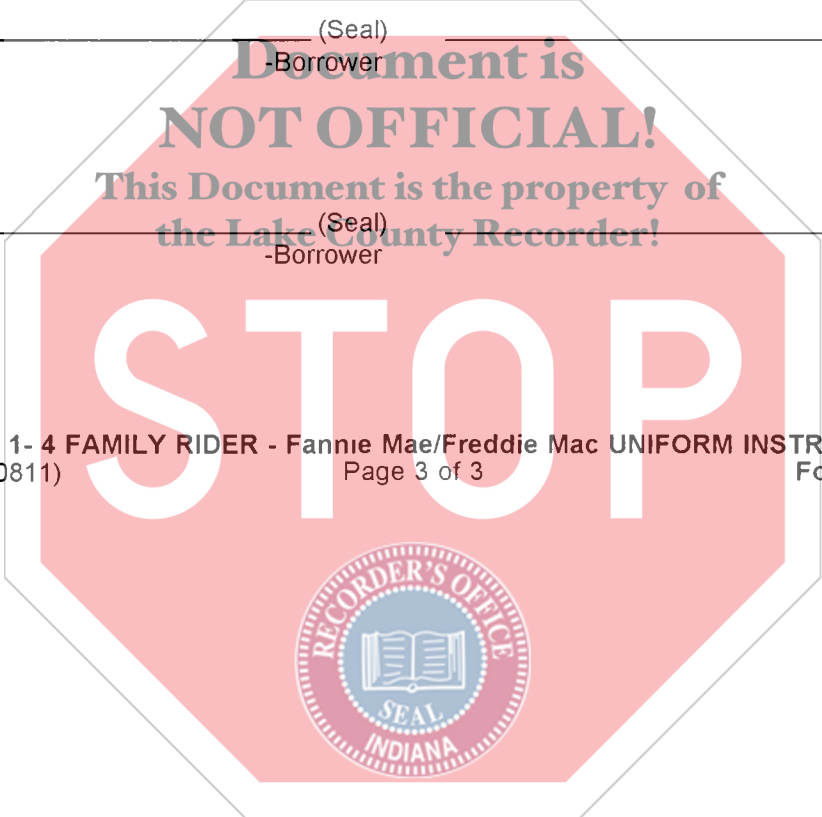 (Seal)
-Borrower
Document is
NOT OFFICIAL!
This Document is the property of
the Lake County Recorder!
(Seal)
-Borrower
STOP
1- 4 FAMILY RIDER - Fannie Mae/Freddie Mac UNIFORM INSTR
0811) Page 3 of 3 Fo
RECORDER'S OFFICE
SEAL
INDIANA